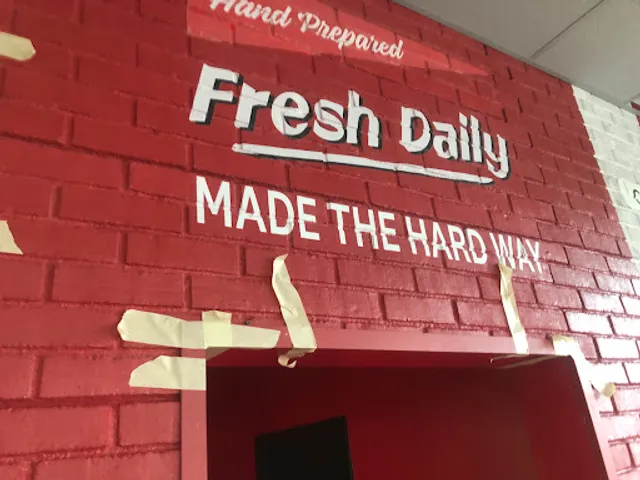 Hand Prepared
Fresh Daily
MADE THE HARD WAY